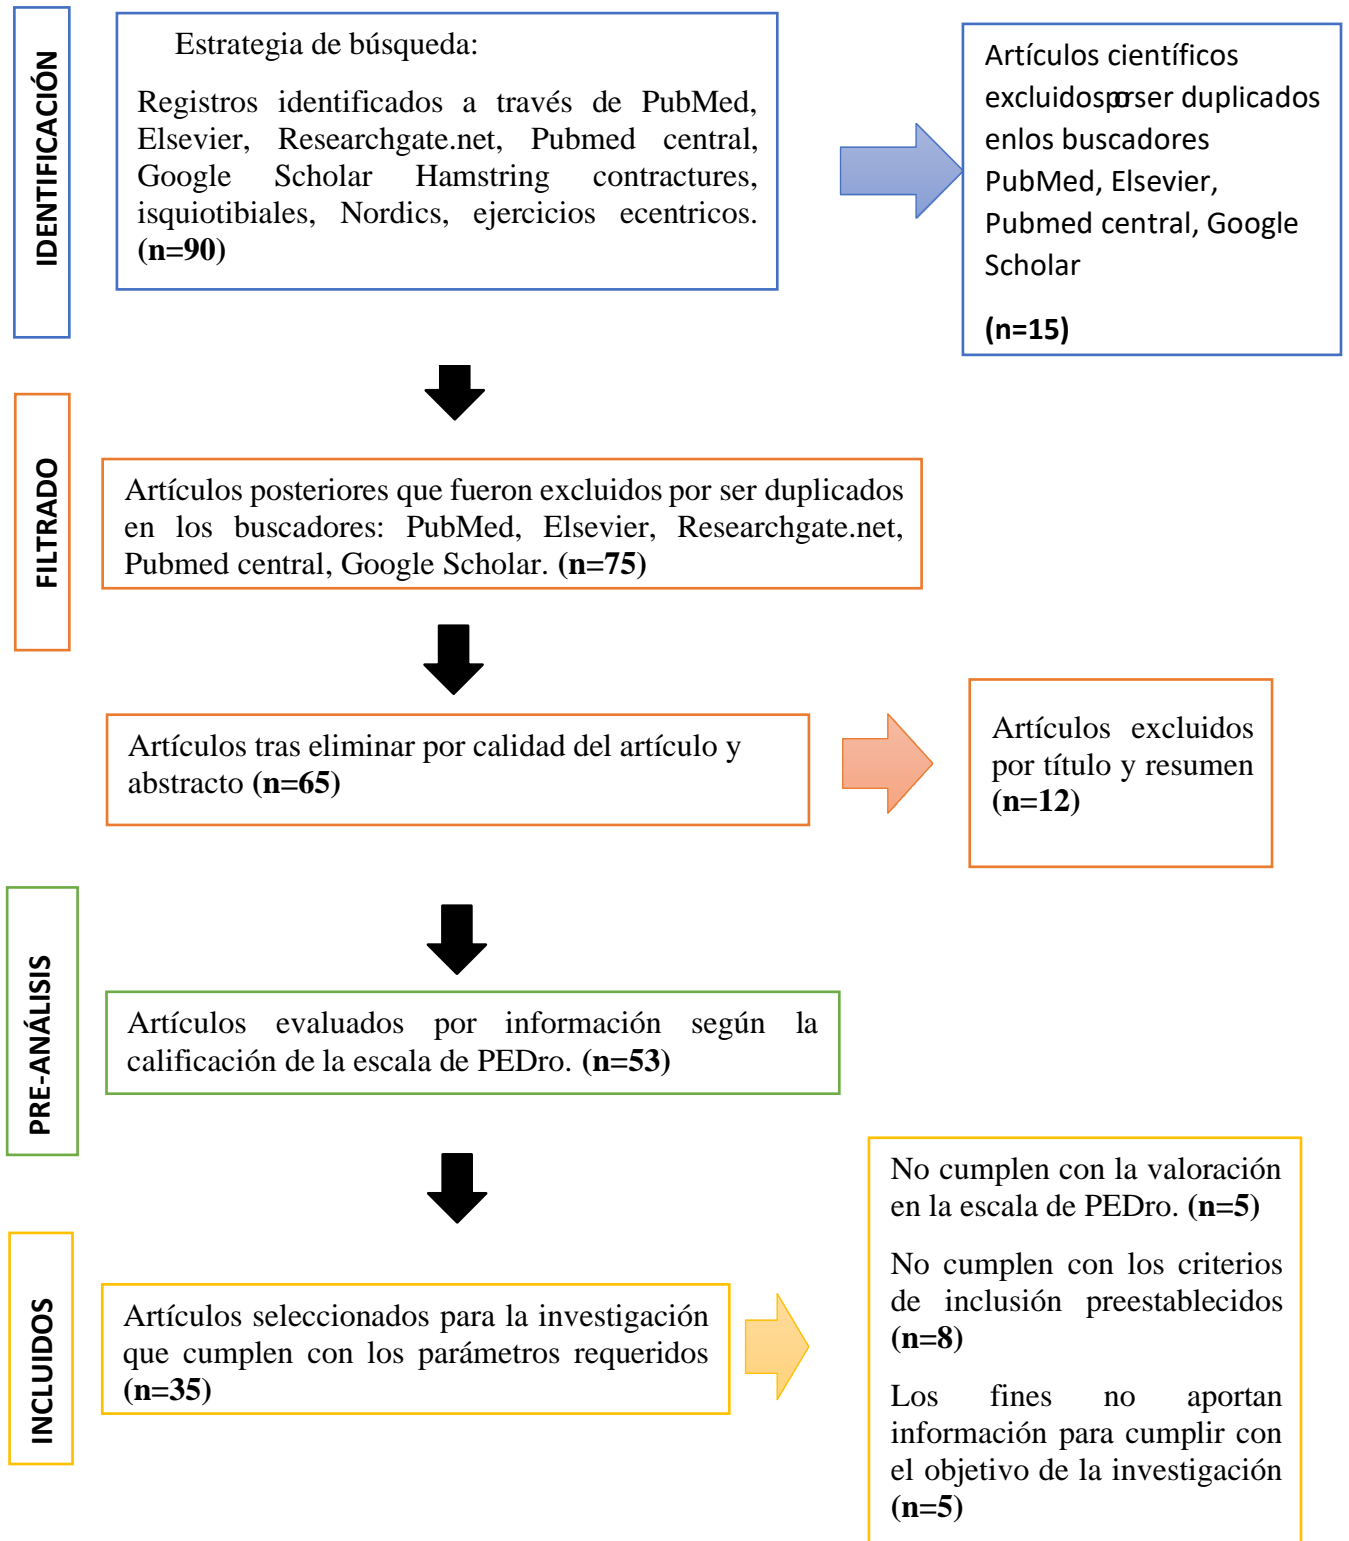 IDENTIFICACIÓN
Estrategia de búsqueda:
Registros identificados a través de PubMed,
Elsevier, Researchgate.net, Pubmed central,
Google Scholar Hamstring contractures,
isquiotibiales, Nordics, ejercicios ecentricos.
(n=90)
Artículos científicos
excluidos por ser duplicados
enlos buscadores
PubMed, Elsevier,
Pubmed central, Google
Scholar
(n=15)
FILTRADO
Artículos posteriores que fueron excluidos por ser duplicados
en los buscadores: PubMed, Elsevier, Researchgate.net,
Pubmed central, Google Scholar. (n=75)
Artículos tras eliminar por calidad del artículo y
abstracto (n=65)
Artículos excluidos
por título y resumen
(n=12)
PRE-ANÁLISIS
Artículos evaluados por información según la
calificación de la escala de PEDro. (n=53)
INCLUIDOS
Artículos seleccionados para la investigación
que cumplen con los parámetros requeridos
(n=35)
No cumplen con la valoración
en la escala de PEDro. (n=5)
No cumplen con los criterios
de inclusión preestablecidos
(n=8)
Los fines no aportan
información para cumplir con
el objetivo de la investigación
(n=5)